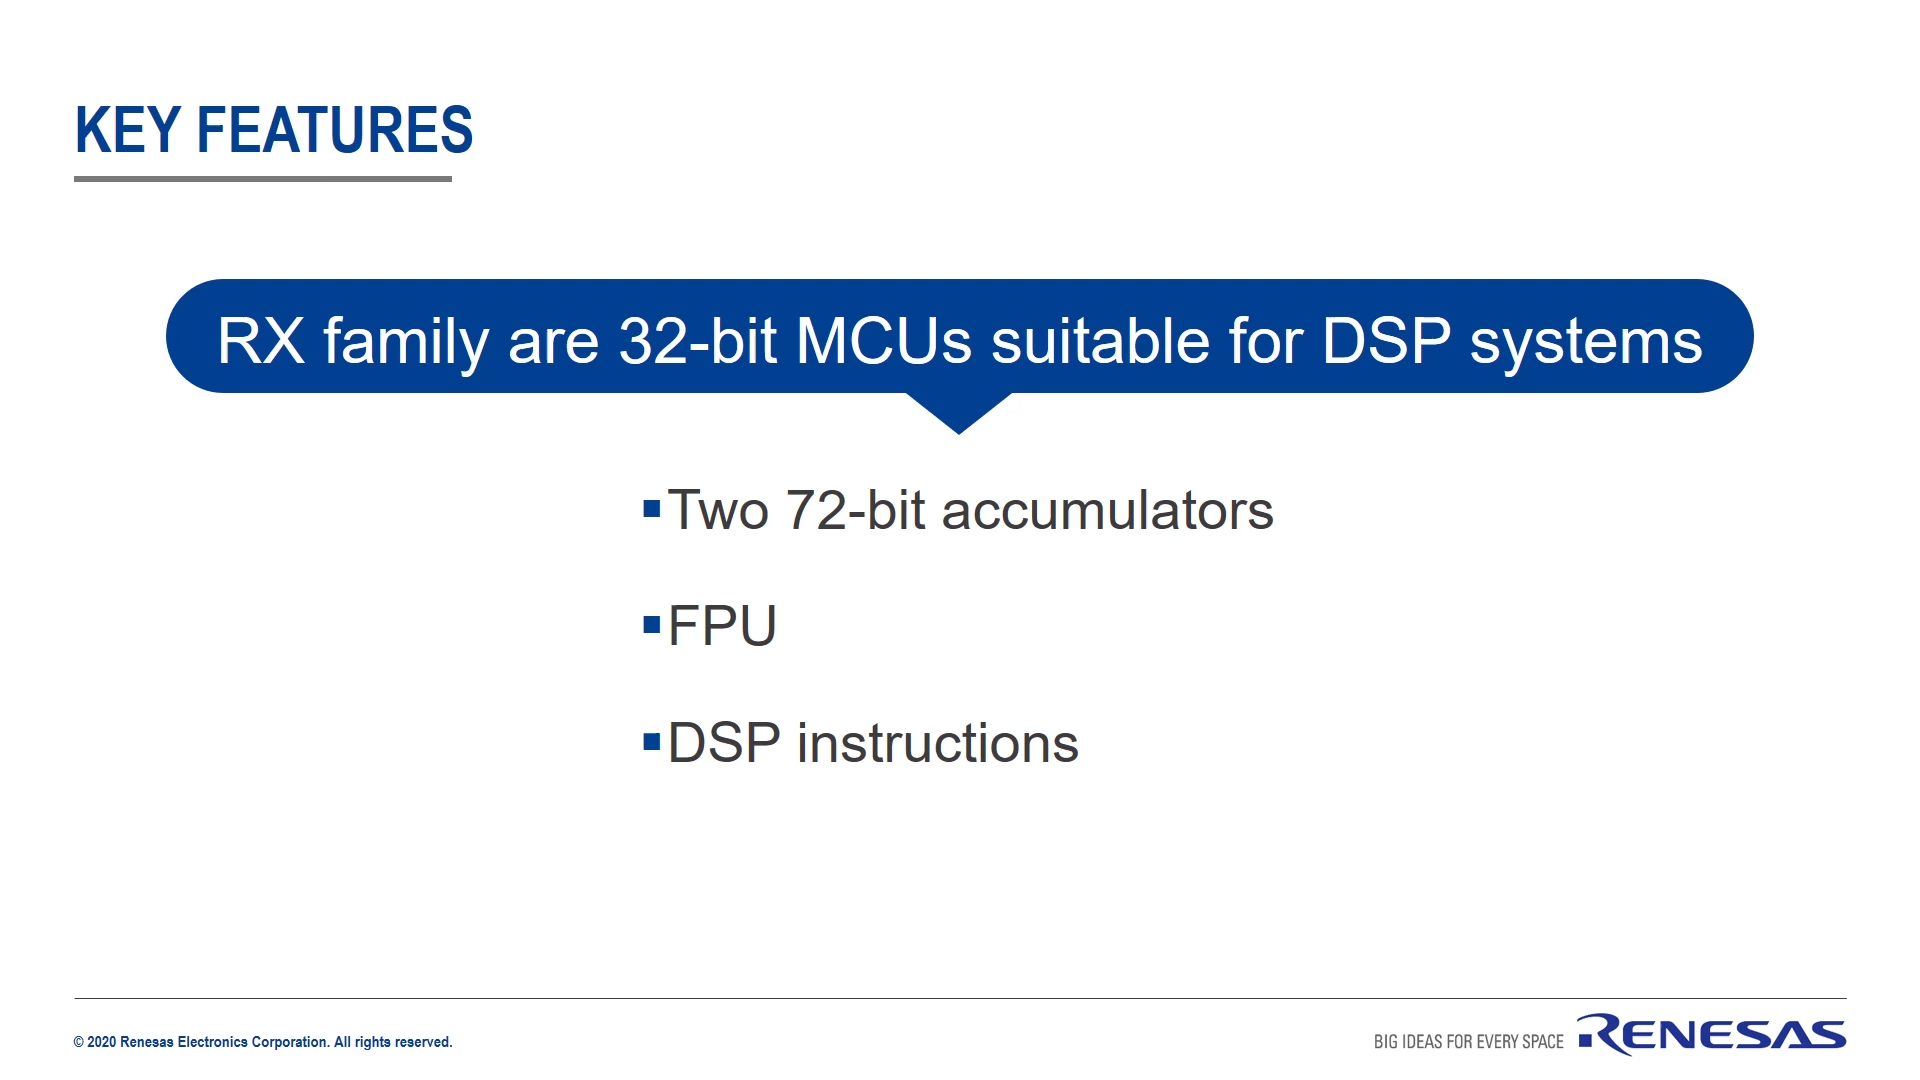 KEY FEATURES
RX family are 32-bit MCUs suitable for DSP systems
▪Two 72-bit accumulators
▪FPU
▪DSP instructions
© 2020 Renesas Electronics Corporation. All rights reserved.
BIG IDEAS FOR EVERY SPACE RENESAS